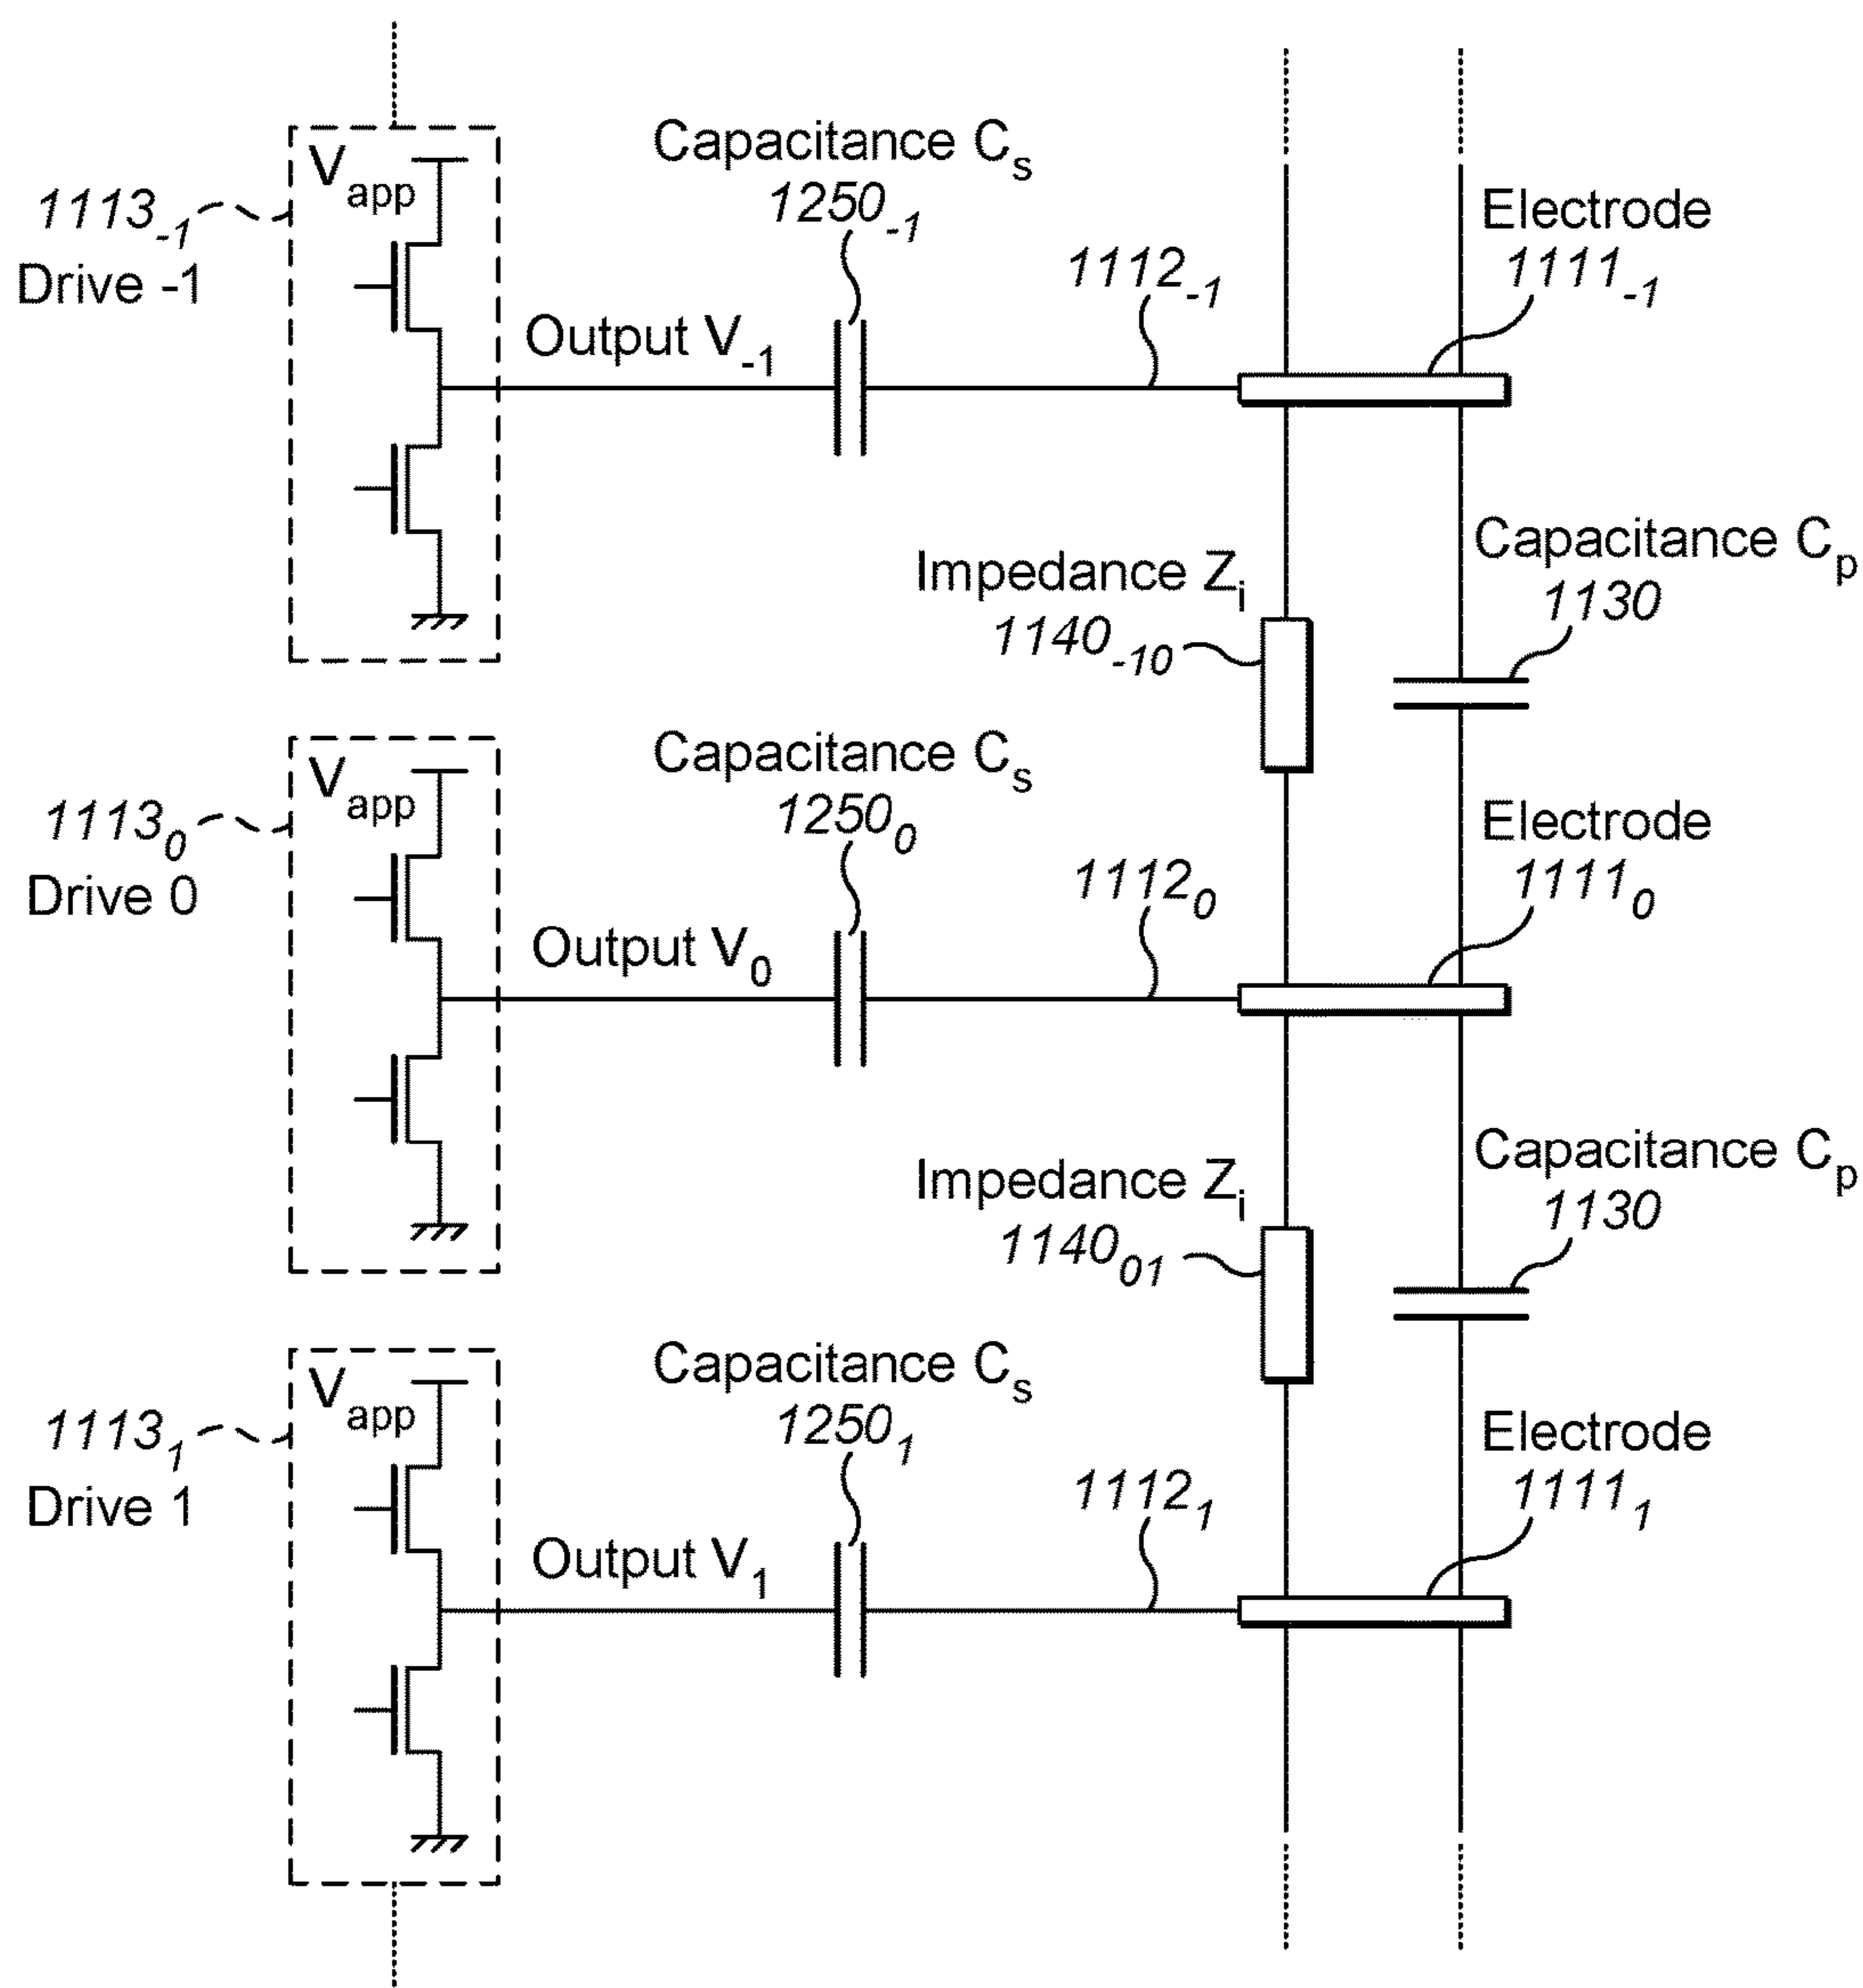 V_app
1113_-1
Drive -1
Capacitance C_s
1250_-1
Output V_-1
1112_-1
Electrode
1111_-1
Impedance Z_i
1140_-10
Capacitance C_p
1130
V_app
1113_0
Drive 0
Capacitance C_s
1250_0
Output V_0
1112_0
Electrode
1111_0
Impedance Z_i
1140_01
Capacitance C_p
1130
V_app
1113_1
Drive 1
Capacitance C_s
1250_1
Output V_1
1112_1
Electrode
1111_1